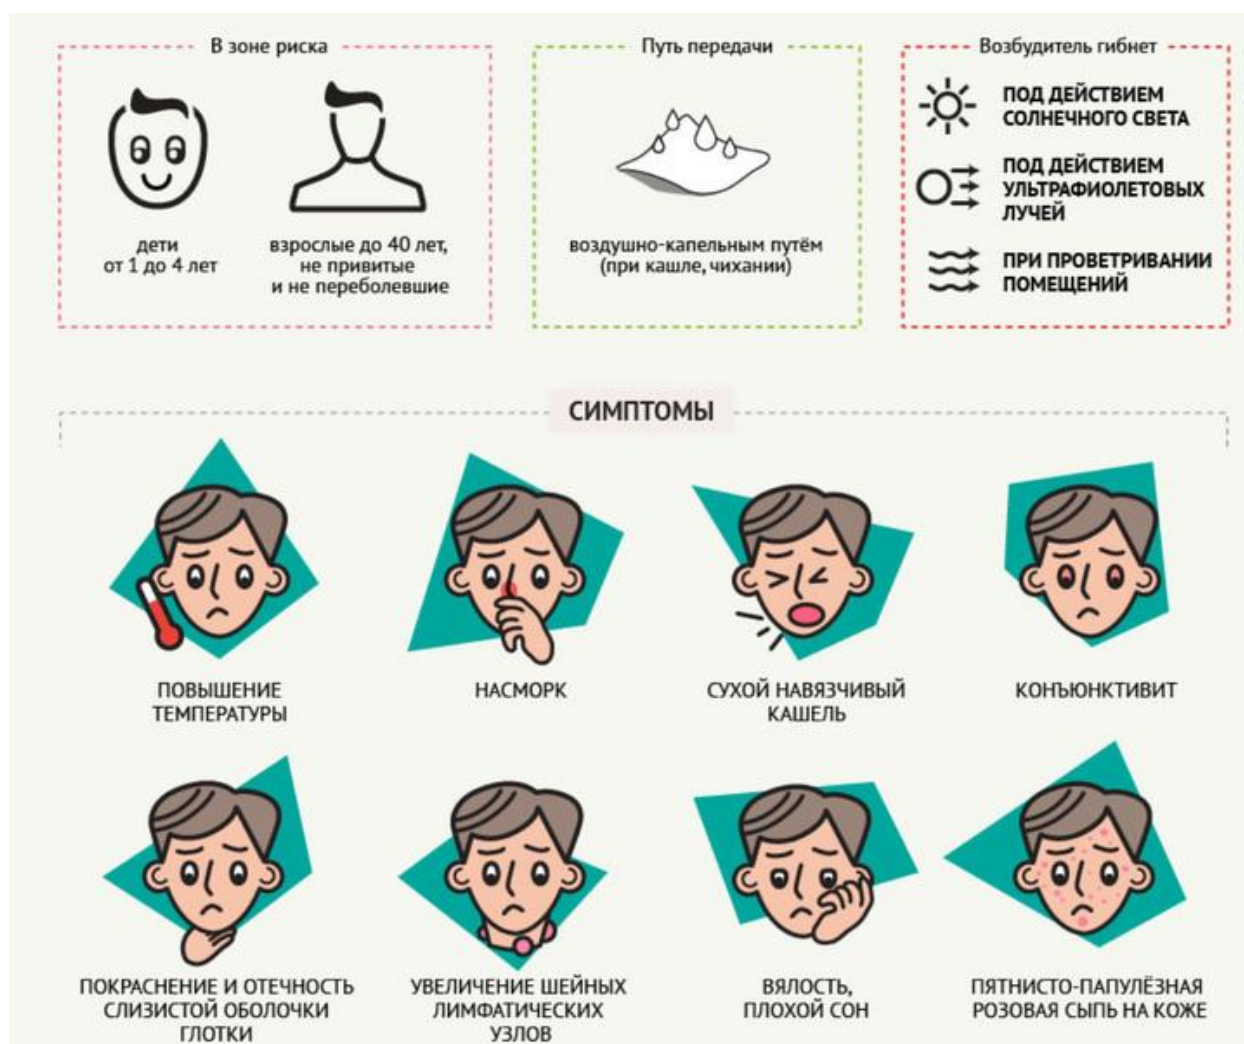 В зоне риска
дети
от 1 до 4 лет
взрослые до 40 лет,
не привитые
и не переболевшие
Путь передачи
воздушно-капельным путём
(при кашле, чихании)
Возбудитель гибнет
ПОД ДЕЙСТВИЕМ
СОЛНЕЧНОГО СВЕТА
ПОД ДЕЙСТВИЕМ
УЛЬТРАФИОЛЕТОВЫХ
ЛУЧЕЙ
ПРИ ПРОВЕТРИВАНИИ
ПОМЕЩЕНИЙ
СИМПТОМЫ
ПОВЫШЕНИЕ
ТЕМПЕРАТУРЫ
НАСМОРК
СУХОЙ НАВЯЗЧИВЫЙ
КАШЕЛЬ
КОНЪЮНКТИВИТ
ПОКРАСНЕНИЕ И ОТЕЧНОСТЬ
СЛИЗИСТОЙ ОБОЛОЧКИ
ГЛОТКИ
УВЕЛИЧЕНИЕ ШЕЙНЫХ
ЛИМФАТИЧЕСКИХ
УЗЛОВ
ВЯЛОСТЬ,
ПЛОХОЙ СОН
ПЯТНИСТО-ПАПУЛЁЗНАЯ
РОЗОВАЯ СЫПЬ НА КОЖЕ